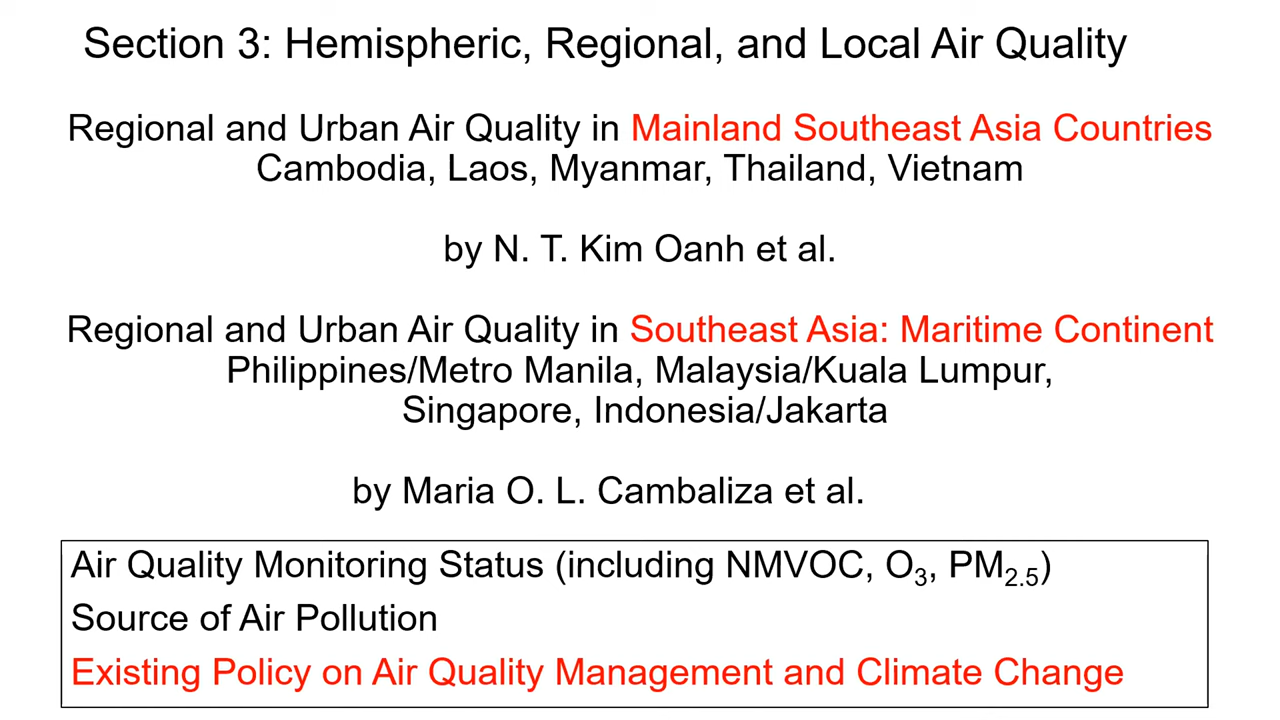 Section 3: Hemispheric, Regional, and Local Air Quality
Regional and Urban Air Quality in Mainland Southeast Asia Countries
Cambodia, Laos, Myanmar, Thailand, Vietnam
by N. T. Kim Oanh et al.
Regional and Urban Air Quality in Southeast Asia: Maritime Continent
Philippines/Metro Manila, Malaysia/Kuala Lumpur,
Singapore, Indonesia/Jakarta
by Maria O. L. Cambaliza et al.
Air Quality Monitoring Status (including NMVOC, O₃, PM₂.₅)
Source of Air Pollution
Existing Policy on Air Quality Management and Climate Change